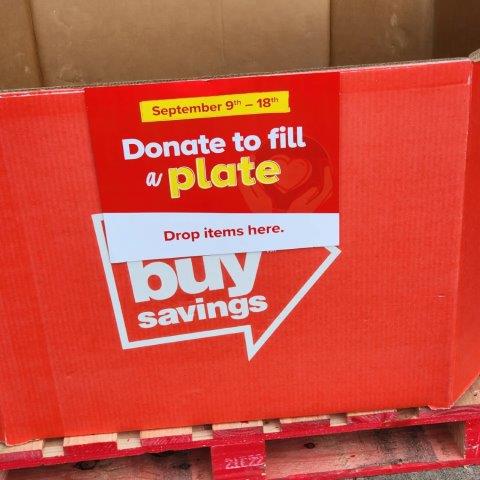 September 9th – 18th
Donate to fill
a plate
Drop items here.
buy
savings